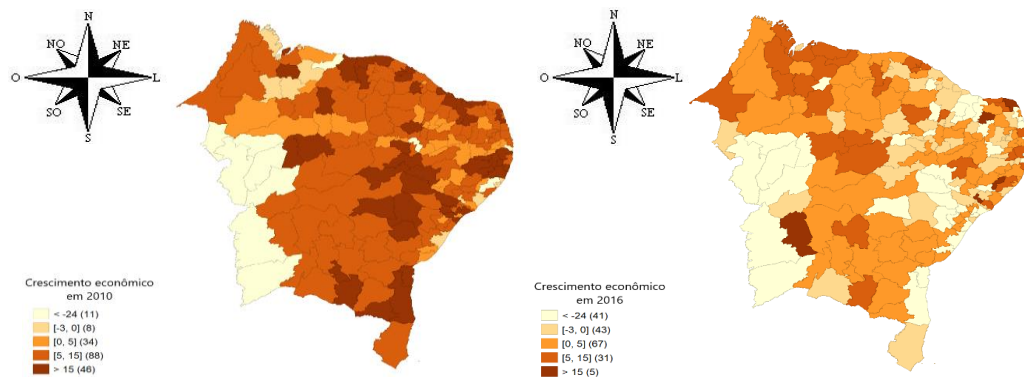 N
NO
NE
O
L
SO
SE
S
Crescimento econômico
em 2010
< -24 (11)
[-3, 0] (8)
[0, 5] (34)
[5, 15] (88)
> 15 (46)
N
NO
NE
O
L
SO
SE
S
Crescimento econômico
em 2016
< -24 (41)
[-3, 0] (43)
[0, 5] (67)
[5, 15] (31)
> 15 (5)